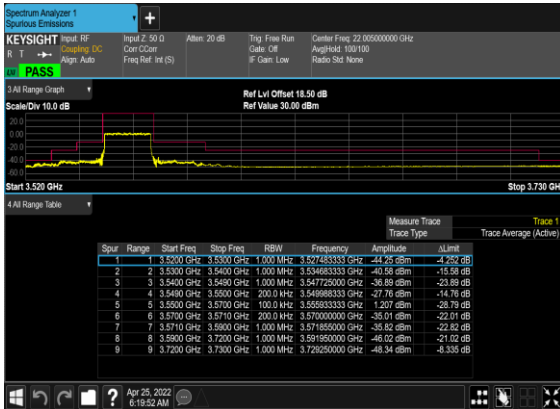 Spectrum Analyzer 1
Spurious Emissions
+
KEYSIGHT Input: RF Input Z: 50 Ω Atten: 20 dB Trig: Free Run Center Freq: 22.005000000 GHz
R T Coupling: DC Corr CCorr Gate: Off Avg|Hold: 100/100
Align: Auto Freq Ref: Int (S) IF Gain: Low Radio Std: None
PASS
3 All Range Graph
Ref Lvl Offset 18.50 dB
Scale/Div 10.0 dB Ref Value 30.00 dBm
20.0
0.00
-20.0
-40.0
-60.0
Start 3.520 GHz Stop 3.730 GH
4 All Range Table
Measure Trace Trace 1
Trace Type Trace Average (Active)
Spur Range Start Freq Stop Freq RBW Frequency Amplitude ΔLimit
1 1 3.5200 GHz 3.5300 GHz 1.000 MHz 3.527483333 GHz -44.25 dBm -4.252 dB
2 2 3.5300 GHz 3.5400 GHz 1.000 MHz 3.534683333 GHz -40.58 dBm -15.58 dB
3 3 3.5400 GHz 3.5490 GHz 1.000 MHz 3.547725000 GHz -36.89 dBm -23.89 dB
4 4 3.5490 GHz 3.5500 GHz 200.0 kHz 3.549988333 GHz -27.76 dBm -14.76 dB
5 5 3.5500 GHz 3.5700 GHz 100.0 kHz 3.555933333 GHz 1.207 dBm -28.79 dB
6 6 3.5700 GHz 3.5710 GHz 200.0 kHz 3.570000000 GHz -35.01 dBm -22.01 dB
7 7 3.5710 GHz 3.5900 GHz 1.000 MHz 3.571855000 GHz -35.82 dBm -22.82 dB
8 8 3.5900 GHz 3.7200 GHz 1.000 MHz 3.591950000 GHz -46.02 dBm -21.02 dB
9 9 3.7200 GHz 3.7300 GHz 1.000 MHz 3.729250000 GHz -48.34 dBm -8.335 dB
? Apr 25, 2022
6:19:52 AM